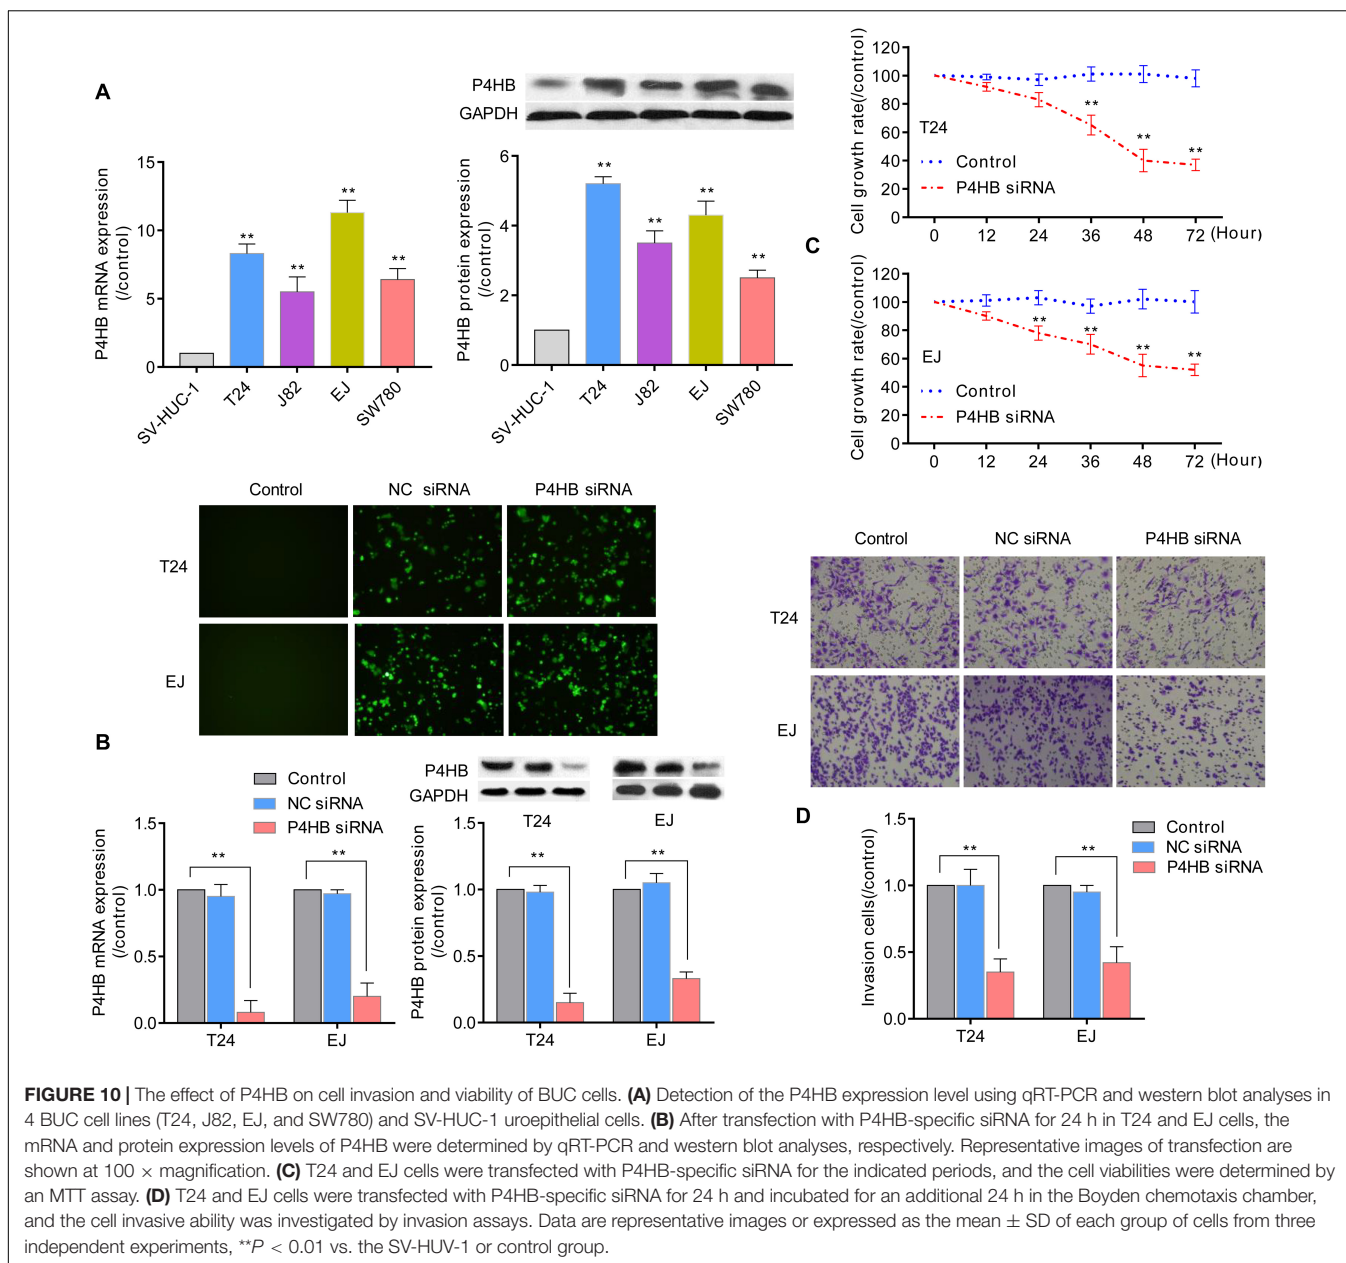 A
P4HB
GAPDH
P4HB mRNA expression
(/control)
15
10
5
0
**
**
**
**
SV-HUC-1
T24
J82
EJ
SW780
P4HB protein expression
(/control)
6
4
2
0
**
**
**
**
SV-HUC-1
T24
J82
EJ
SW780
C
Cell growth rate(/control)
120
100
80
60
40
20
0
T24
Control
P4HB siRNA
**
**
**
0 12 24 36 48 72 (Hour)
Cell growth rate(/control)
120
100
80
60
40
20
0
EJ
Control
P4HB siRNA
**
**
**
**
0 12 24 36 48 72 (Hour)
Control NC siRNA P4HB siRNA
T24
EJ
B
Control
NC siRNA
P4HB siRNA
P4HB mRNA expression
(/control)
1.5
1.0
0.5
0.0
**
**
T24 EJ
P4HB
GAPDH
T24 EJ
P4HB protein expression
(/control)
1.5
1.0
0.5
0.0
**
**
T24 EJ
Control NC siRNA P4HB siRNA
T24
EJ
D
Control
NC siRNA
P4HB siRNA
Invasion cells(/control)
1.5
1.0
0.5
0.0
**
**
T24 EJ
FIGURE 10 | The effect of P4HB on cell invasion and viability of BUC cells. (A) Detection of the P4HB expression level using qRT-PCR and western blot analyses in
4 BUC cell lines (T24, J82, EJ, and SW780) and SV-HUC-1 uroepithelial cells. (B) After transfection with P4HB-specific siRNA for 24 h in T24 and EJ cells, the
mRNA and protein expression levels of P4HB were determined by qRT-PCR and western blot analyses, respectively. Representative images of transfection are
shown at 100 × magnification. (C) T24 and EJ cells were transfected with P4HB-specific siRNA for the indicated periods, and the cell viabilities were determined by
an MTT assay. (D) T24 and EJ cells were transfected with P4HB-specific siRNA for 24 h and incubated for an additional 24 h in the Boyden chemotaxis chamber,
and the cell invasive ability was investigated by invasion assays. Data are representative images or expressed as the mean ± SD of each group of cells from three
independent experiments, **P < 0.01 vs. the SV-HUV-1 or control group.